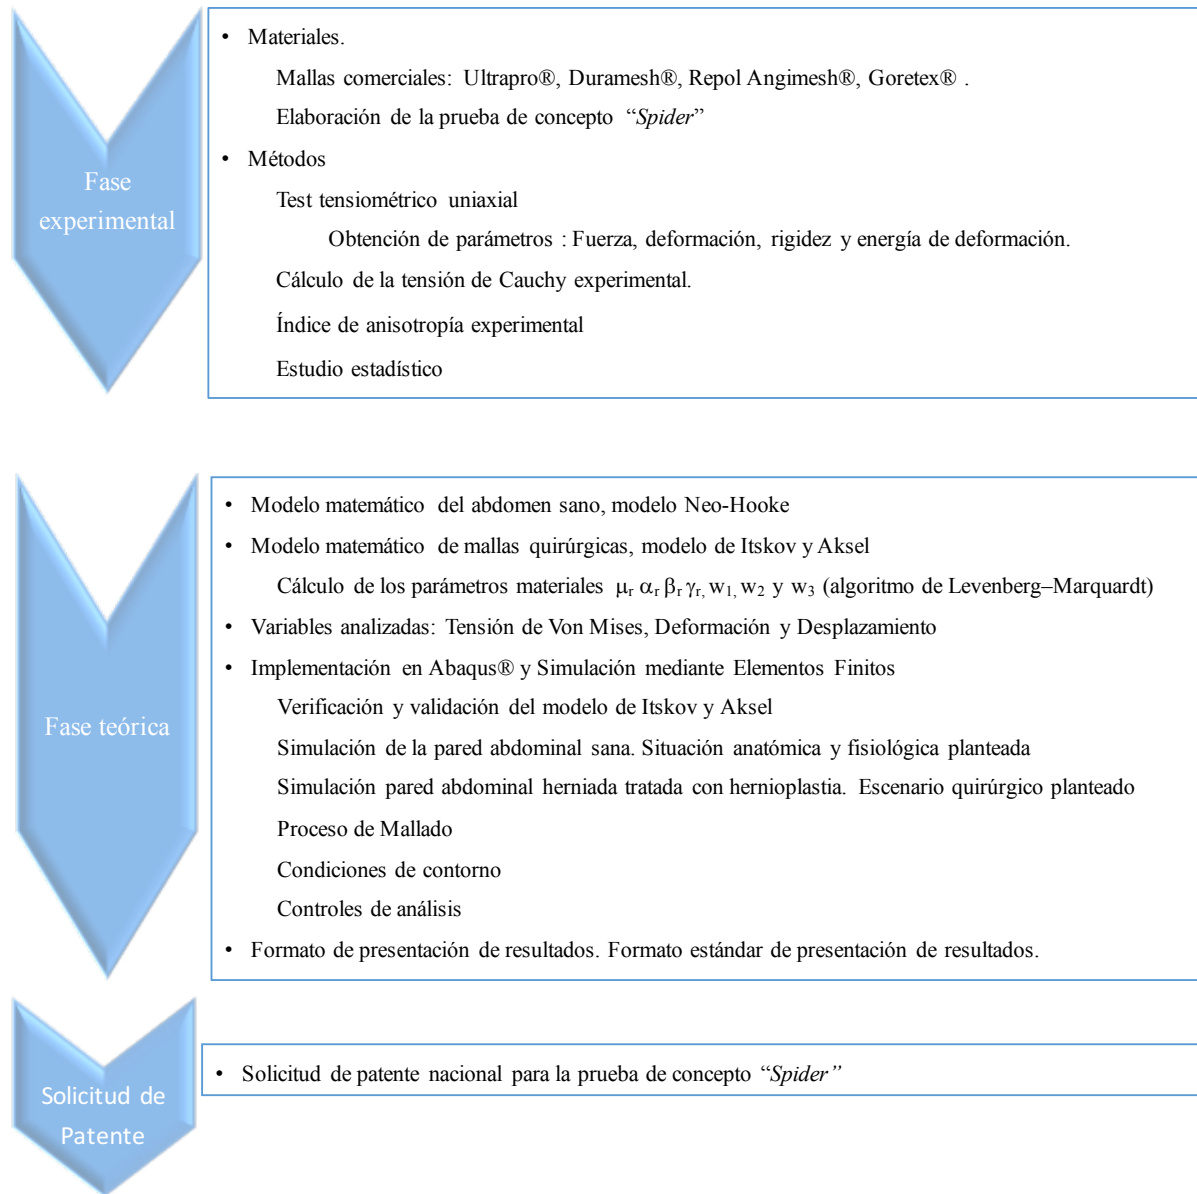 Fase
experimental
• Materiales.
Mallas comerciales: Ultrapro®, Duramesh®, Repol Angimesh®, Goretex® .
Elaboración de la prueba de concepto “Spider”
• Métodos
Test tensiométrico uniaxial
Obtención de parámetros : Fuerza, deformación, rigidez y energía de deformación.
Cálculo de la tensión de Cauchy experimental.
Índice de anisotropía experimental
Estudio estadístico
Fase teórica
• Modelo matemático del abdomen sano, modelo Neo-Hooke
• Modelo matemático de mallas quirúrgicas, modelo de Itskov y Aksel
Cálculo de los parámetros materiales μr αr βr γr, w1, w2 y w3 (algoritmo de Levenberg–Marquardt)
• Variables analizadas: Tensión de Von Mises, Deformación y Desplazamiento
• Implementación en Abaqus® y Simulación mediante Elementos Finitos
Verificación y validación del modelo de Itskov y Aksel
Simulación de la pared abdominal sana. Situación anatómica y fisiológica planteada
Simulación pared abdominal herniada tratada con hernioplastia. Escenario quirúrgico planteado
Proceso de Mallado
Condiciones de contorno
Controles de análisis
• Formato de presentación de resultados. Formato estándar de presentación de resultados.
Solicitud de
Patente
• Solicitud de patente nacional para la prueba de concepto “Spider”